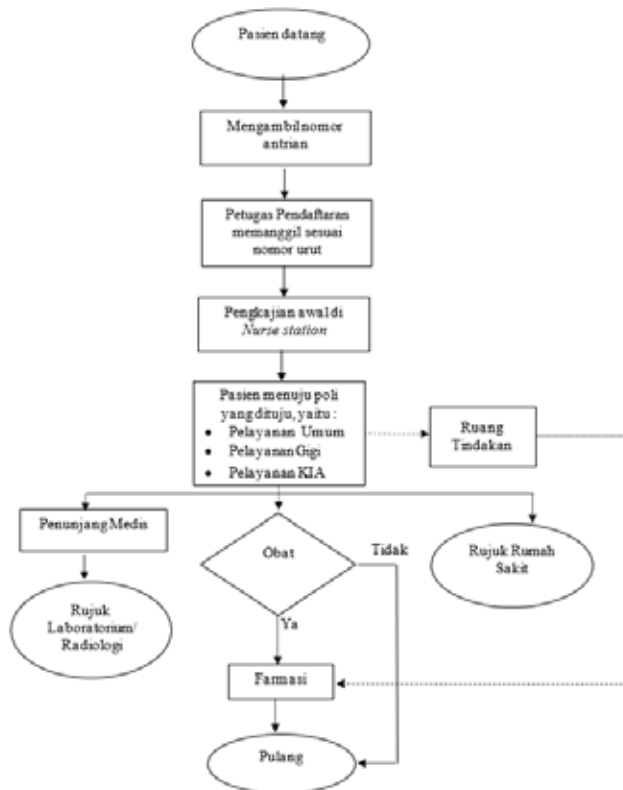 Pasien datang
Mengambil nomor
antrian
Petugas Pendaftaran
memanggil sesuai
nomor urut
Pengkajian awal di
Nurse station
Pasien menuju poli
yang dituju, yaitu :
• Pelayanan Umum
• Pelayanan Gigi
• Pelayanan KIA
Ruang
Tindakan
Penunjang Medis
Obat
Tidak
Rujuk Rumah
Sakit
Rujuk
Laboratorium/
Radiologi
Ya
Farmasi
Pulang